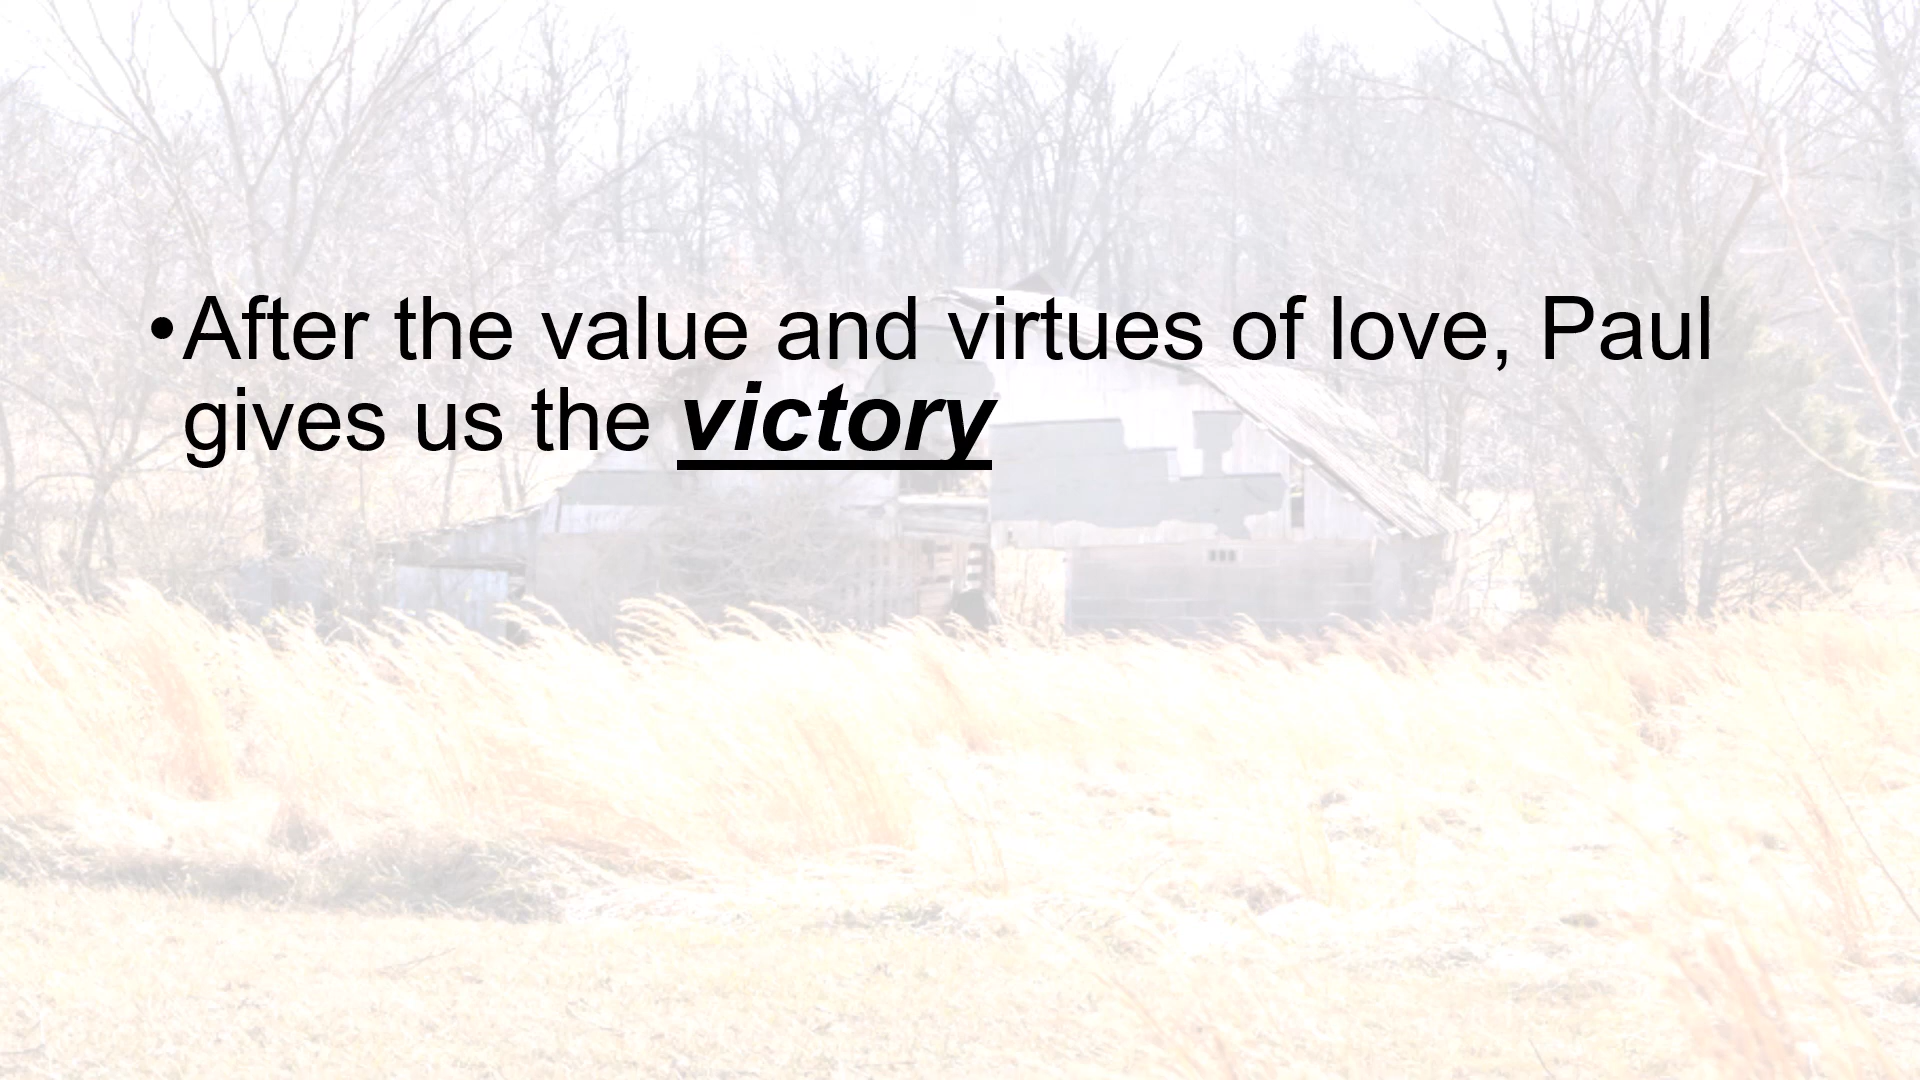 •After the value and virtues of love, Paul
gives us the victory